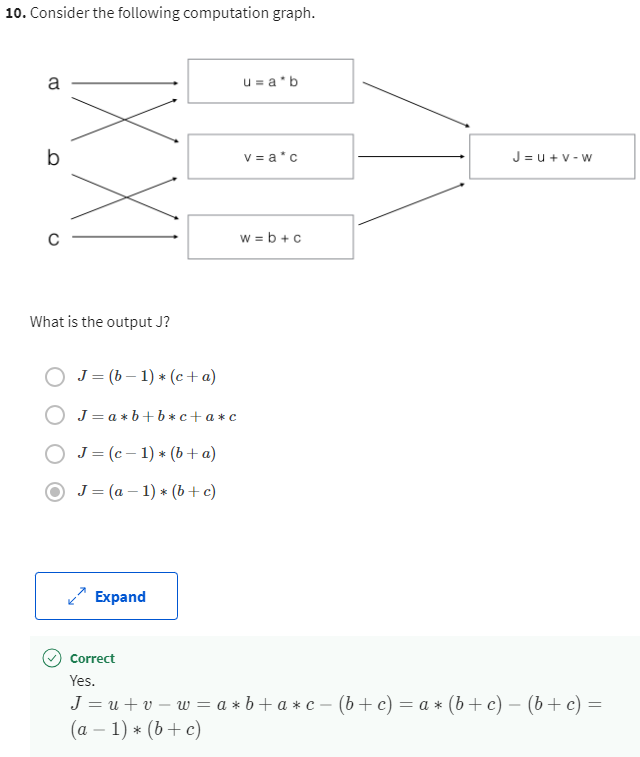 10. Consider the following computation graph.
a
u = a * b
b
v = a * c
J = u + v - w
c
w = b + c
What is the output J?
J = (b − 1) ∗ (c + a)
J = a ∗ b + b ∗ c + a ∗ c
J = (c − 1) ∗ (b + a)
J = (a − 1) ∗ (b + c)
Expand
Correct
Yes.
J = u + v − w = a ∗ b + a ∗ c − (b + c) = a ∗ (b + c) − (b + c) =
(a − 1) ∗ (b + c)